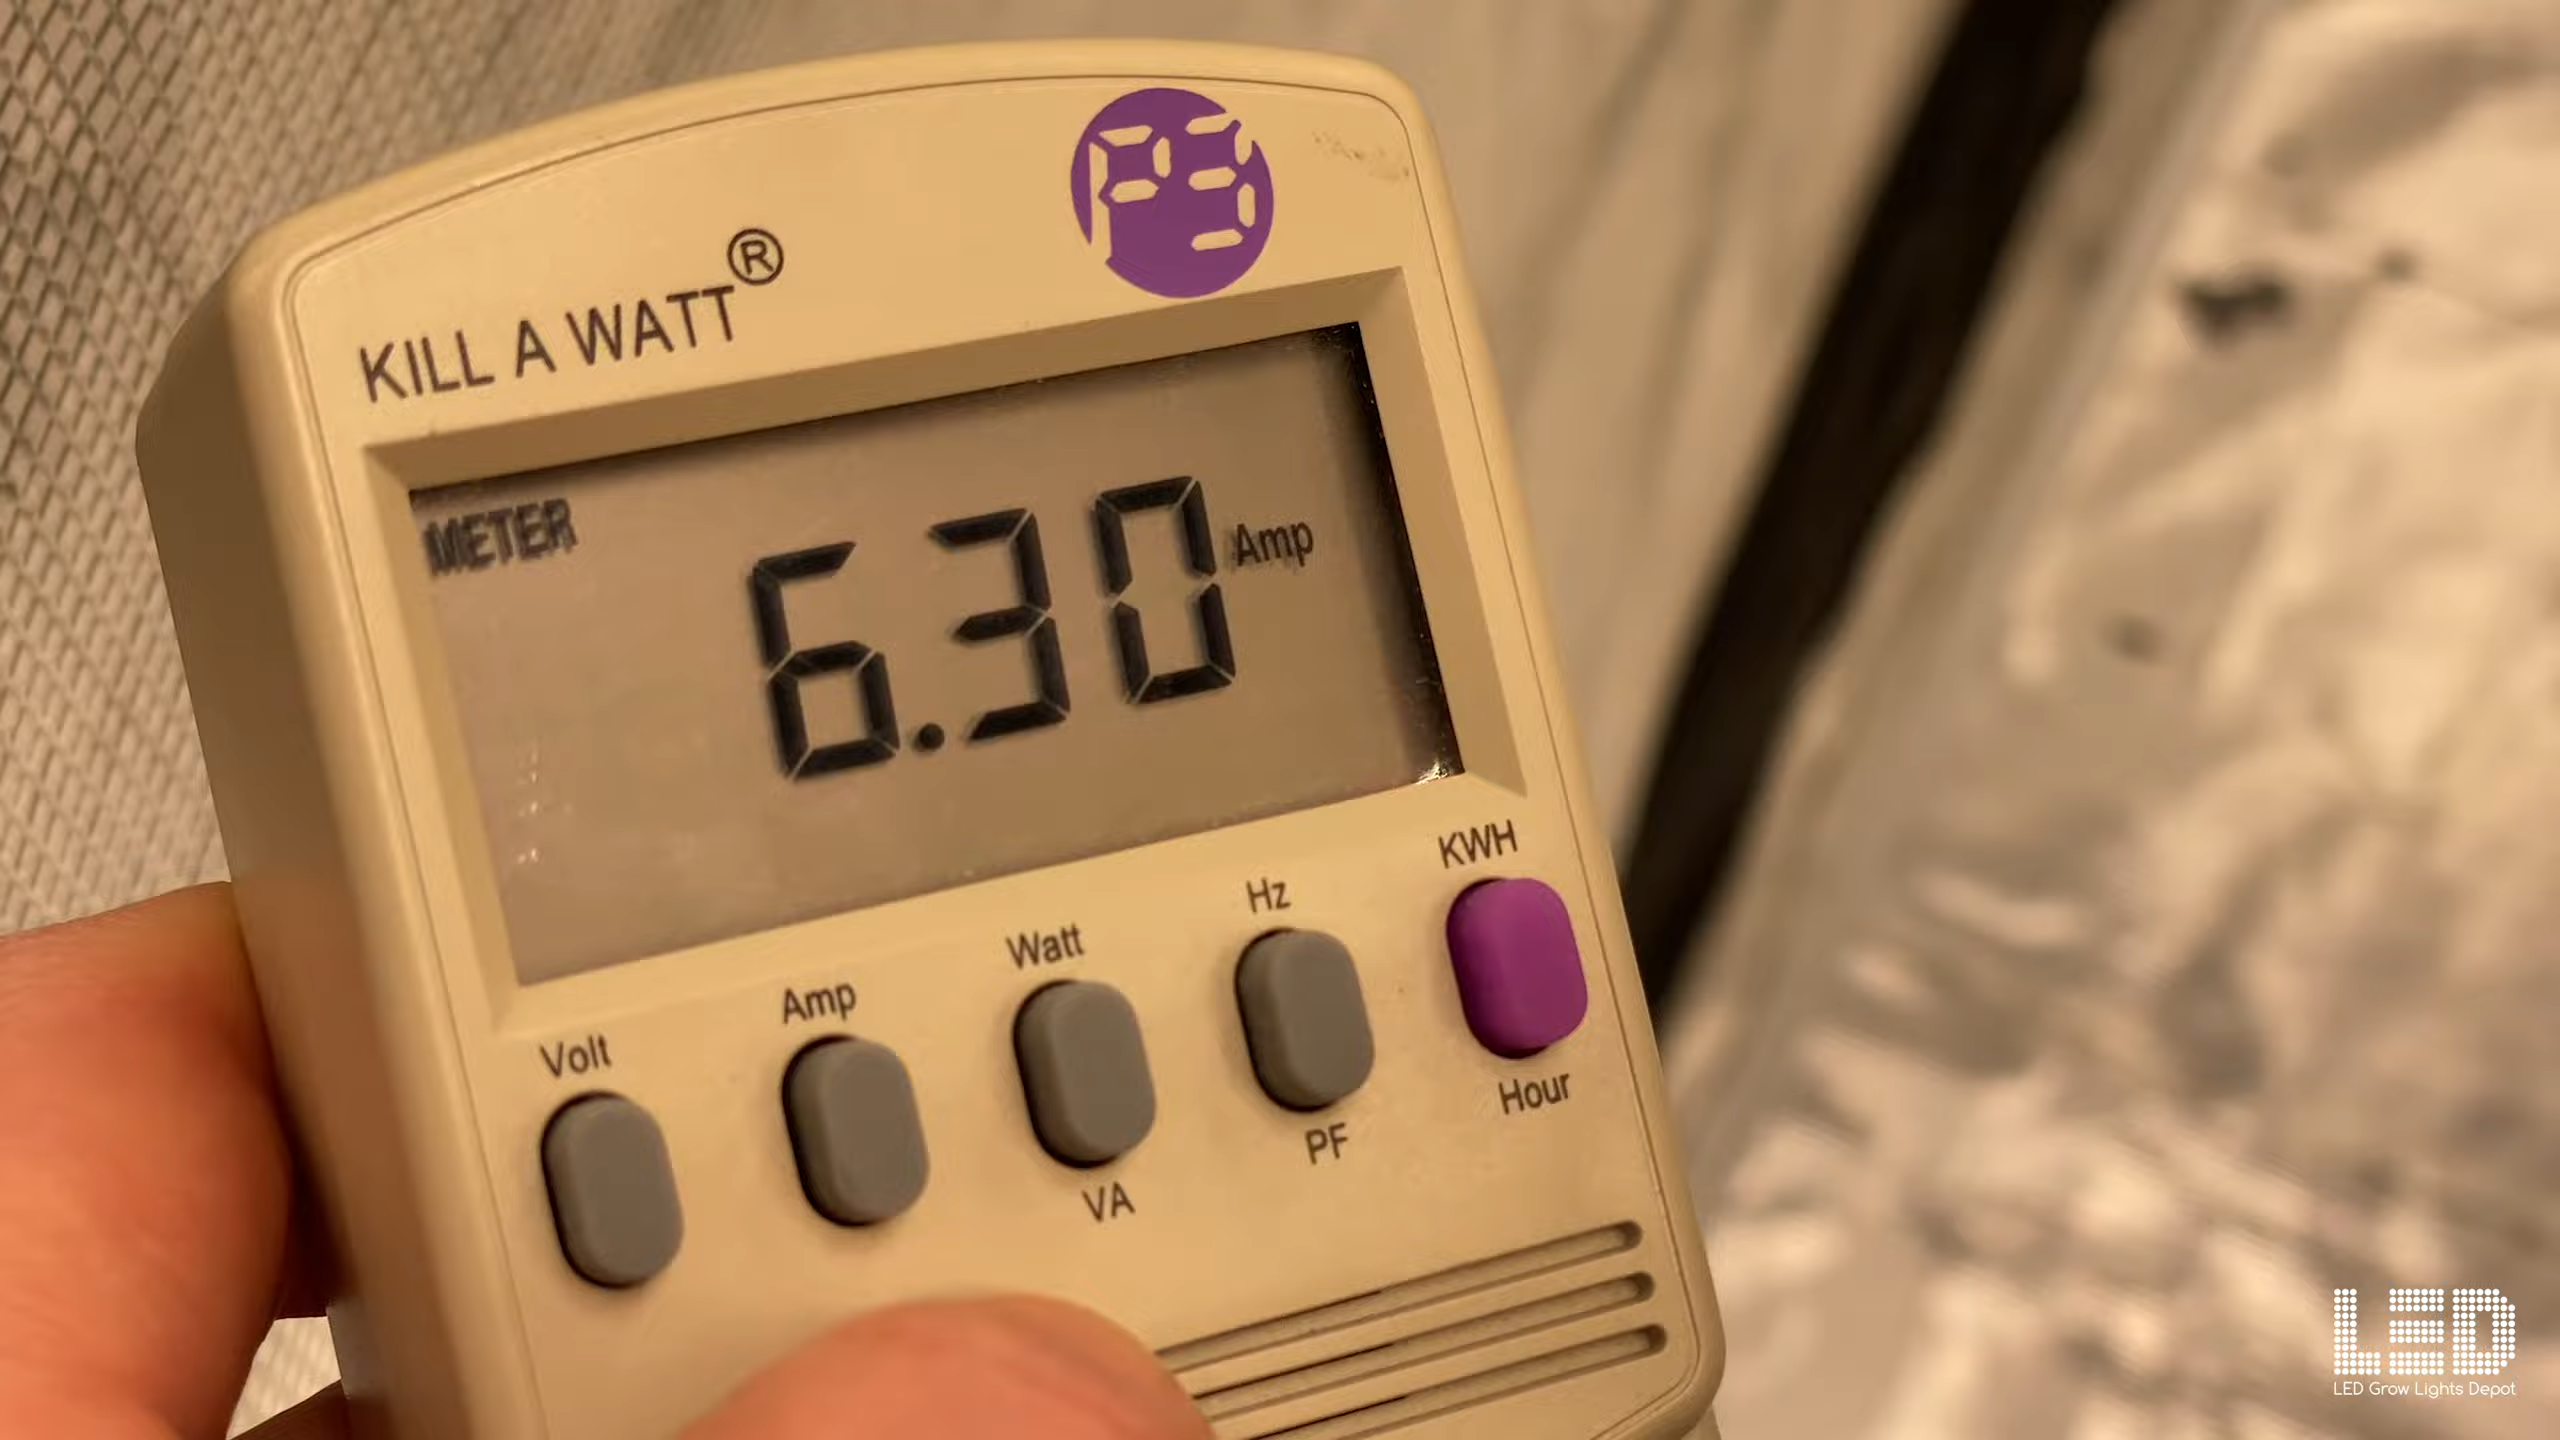 P3
KILL A WATT®
METER
6.30 Amp
Volt
Amp
Watt
Hz
KWH
VA
PF
Hour
LED
LED Grow Lights Depot